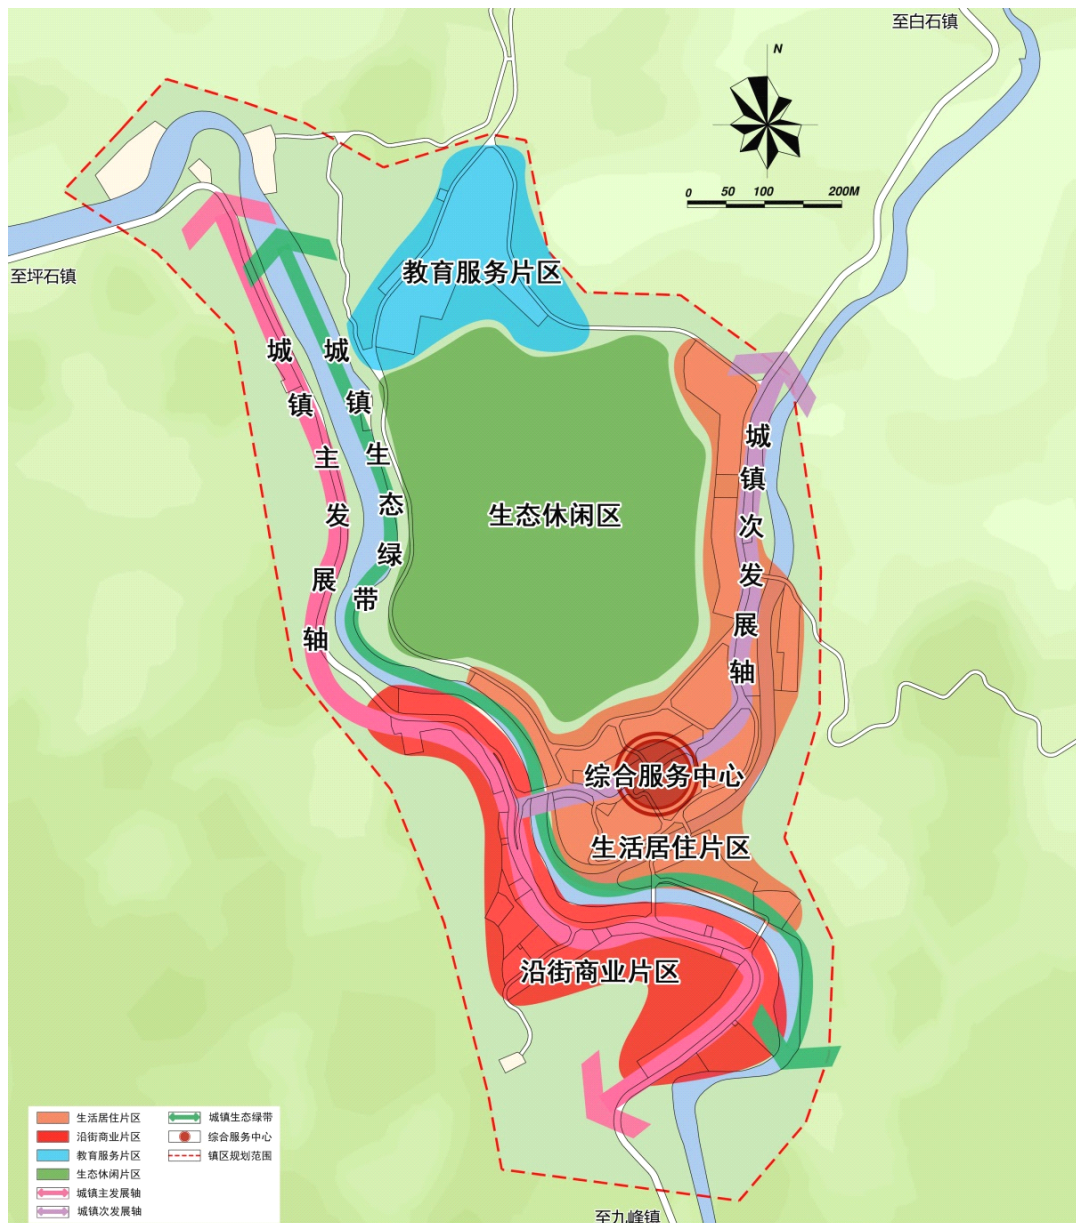 至白石镇
N
0 50 100 200M
至坪石镇
教育服务片区
城镇主发展轴
城镇生态绿带
生态休闲区
城镇次发展轴
综合服务中心
生活居住片区
沿街商业片区
至九峰镇
生活居住片区
沿街商业片区
教育服务片区
生态休闲片区
城镇主发展轴
城镇次发展轴
城镇生态绿带
综合服务中心
镇区规划范围